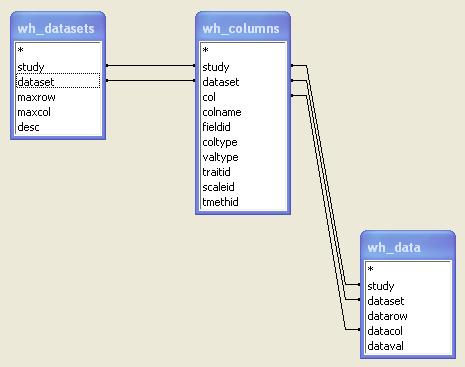 wh_datasets
*
study
dataset
maxrow
maxcol
desc
wh_columns
*
study
dataset
col
colname
fieldid
coltype
valtype
traitid
scaleid
tmethid
wh_data
*
study
dataset
datarow
datacol
dataval